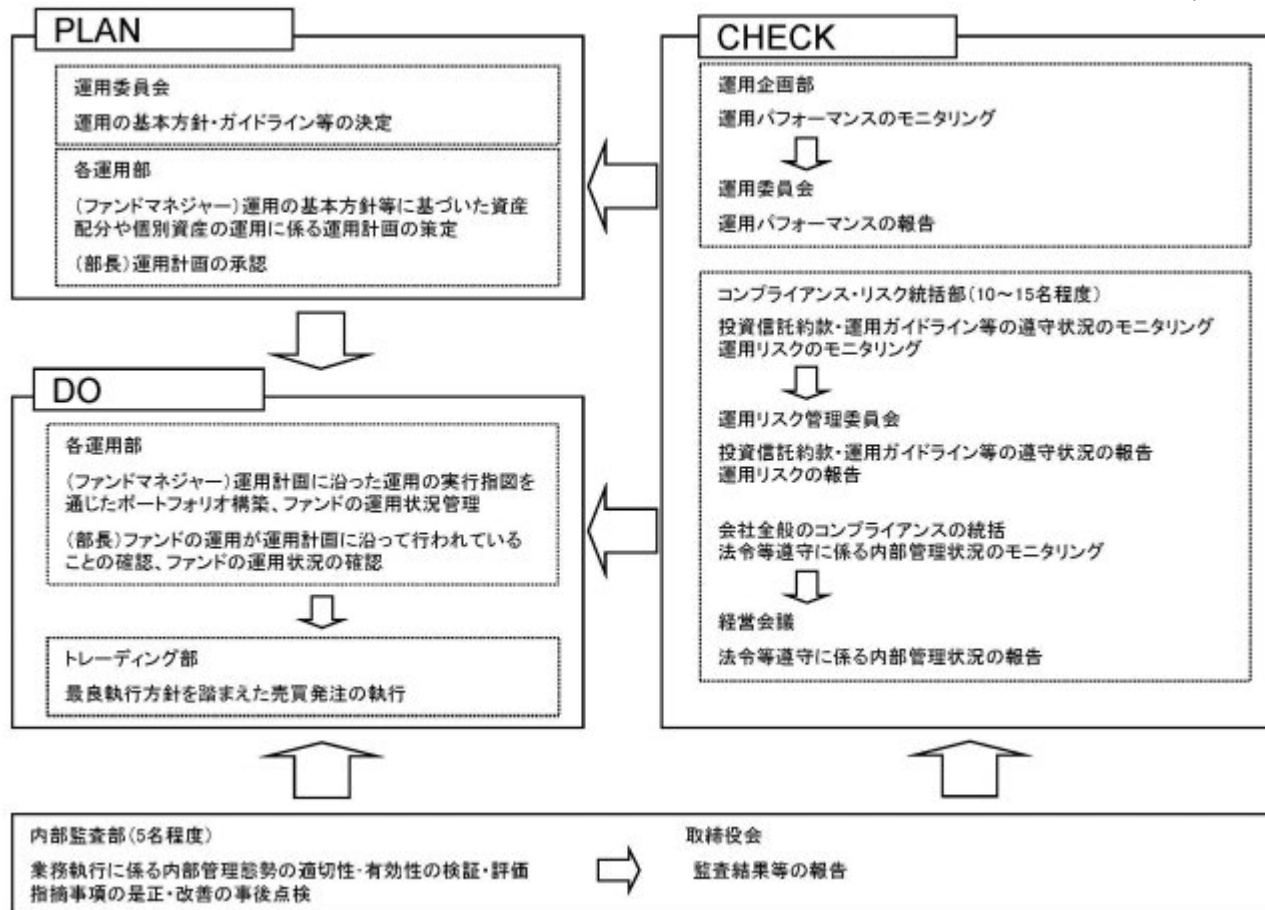 PLAN
運用委員会
運用の基本方針・ガイドライン等の決定
各運用部
(ファンドマネジャー)運用の基本方針等に基づいた資産
配分や個別資産の運用に係る運用計画の策定
(部長)運用計画の承認
DO
各運用部
(ファンドマネジャー)運用計画に沿った運用の実行指図を
通じたポートフォリオ構築、ファンドの運用状況管理
(部長)ファンドの運用が運用計画に沿って行われている
ことの確認、ファンドの運用状況の確認
トレーディング部
最良執行方針を踏まえた売買発注の執行
CHECK
運用企画部
運用パフォーマンスのモニタリング
運用委員会
運用パフォーマンスの報告
コンプライアンス・リスク統括部(10~15名程度)
投資信託約款・運用ガイドライン等の遵守状況のモニタリング
運用リスクのモニタリング
運用リスク管理委員会
投資信託約款・運用ガイドライン等の遵守状況の報告
運用リスクの報告
会社全般のコンプライアンスの統括
法令等遵守に係る内部管理状況のモニタリング
経営会議
法令等遵守に係る内部管理状況の報告
内部監査部(5名程度)
業務執行に係る内部管理態勢の適切性・有効性の検証・評価
指摘事項の是正・改善の事後点検
取締役会
監査結果等の報告